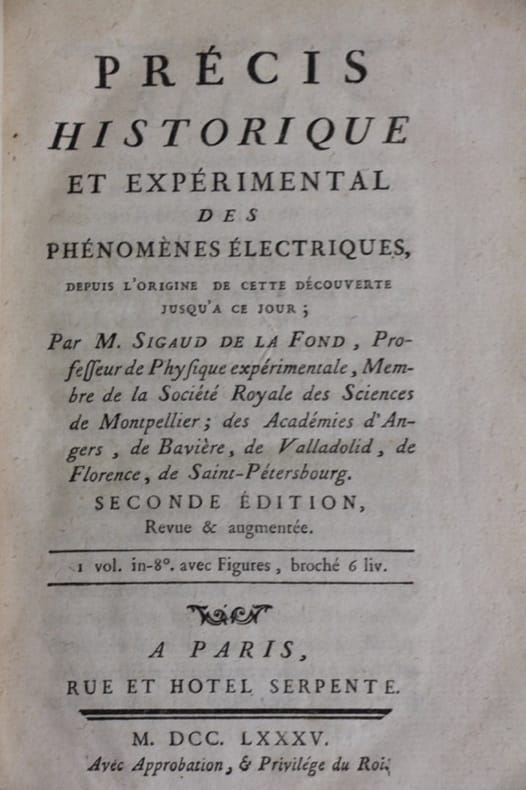 PRÉCIS
HISTORIQUE
ET EXPÉRIMENTAL
DES
PHÉNOMÈNES ÉLECTRIQUES,
DEPUIS L'ORIGINE DE CETTE DÉCOUVERTE
JUSQU'A CE JOUR ;
Par M. SIGAUD DE LA FOND, Pro-
feſſeur de Phyſique expérimentale, Mem-
bre de la Société Royale des Sciences
de Montpellier ; des Académies d'An-
gers, de Bavière, de Valladolid, de
Florence, de Saint-Pétersbourg.
SECONDE ÉDITION,
Revue & augmentée.
1 vol. in-8°. avec Figures, broché 6 liv.
A PARIS,
RUE ET HOTEL SERPENTE.
M. DCC. LXXXV.
Avec Approbation, & Privilége du Roi.